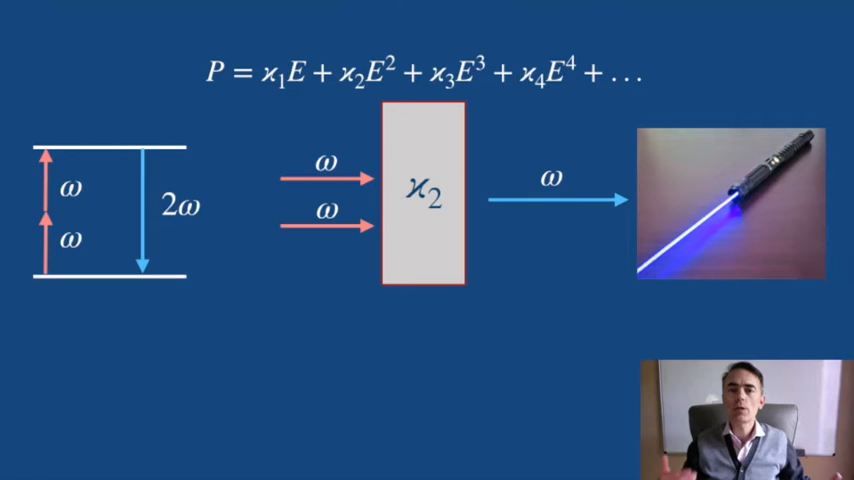 P = ϰ₁E + ϰ₂E² + ϰ₃E³ + ϰ₄E⁴ + …
ω
ω
2ω
ω
ω
ϰ₂
ω